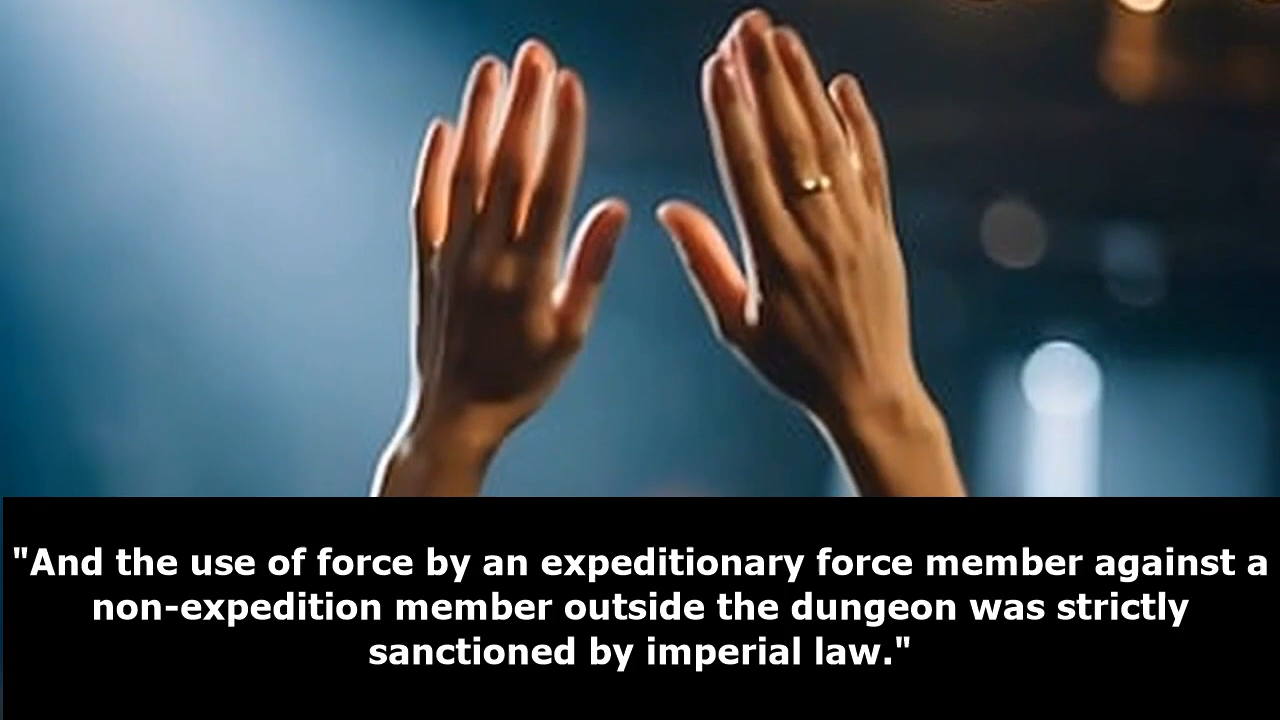 "And the use of force by an expeditionary force member against a
non-expedition member outside the dungeon was strictly
sanctioned by imperial law."